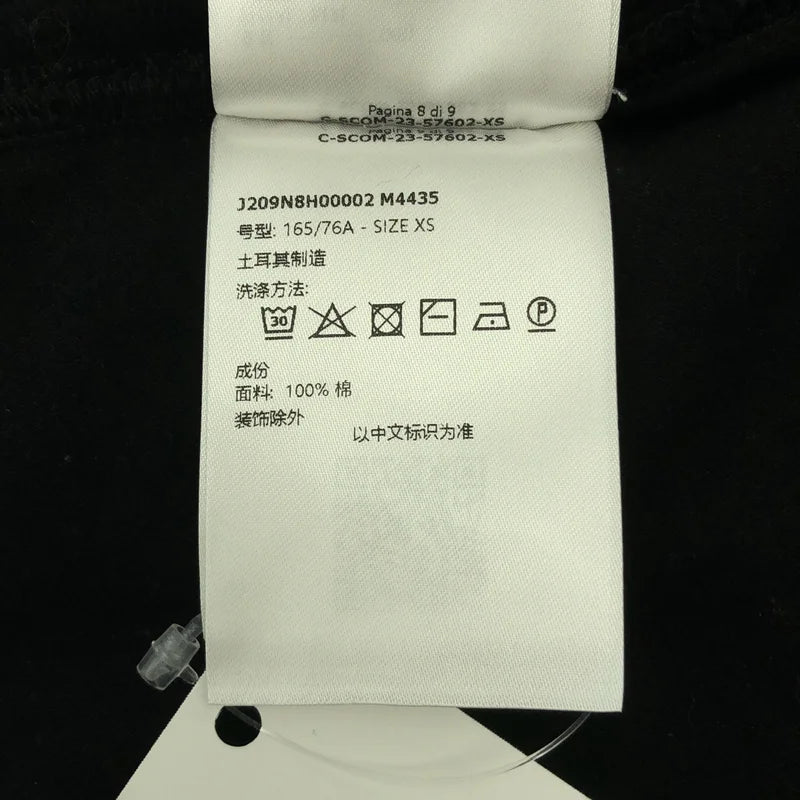 Pagina 8 di 9
C-SCOM-23-57602-XS
C-SCOM-23-57602-XS
J209N8H00002 M4435
号型: 165/76A - SIZE XS
土耳其制造
洗涤方法:
30
P
成份
面料: 100% 棉
装饰除外
以中文标识为准